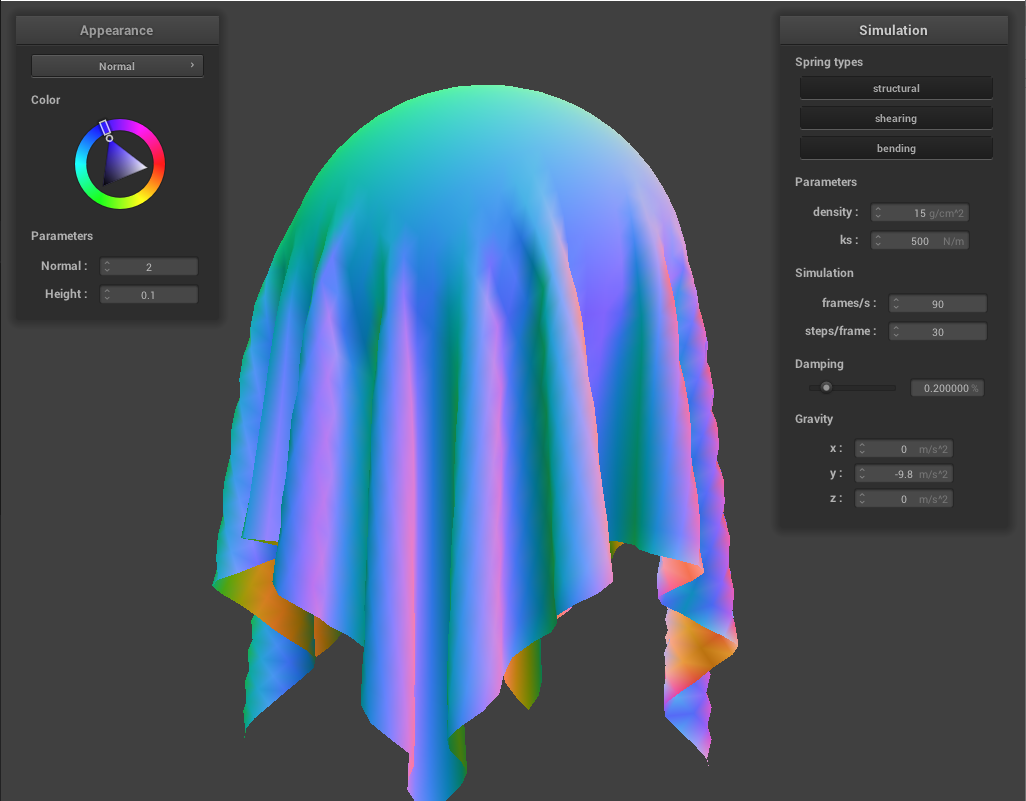 Appearance
Normal
Color
Parameters
Normal : 2
Height : 0.1
Simulation
Spring types
structural
shearing
bending
Parameters
density : 15 g/cm^2
ks : 500 N/m
Simulation
frames/s : 90
steps/frame : 30
Damping
0.200000 %
Gravity
x : 0 m/s^2
y : -9.8 m/s^2
z : 0 m/s^2